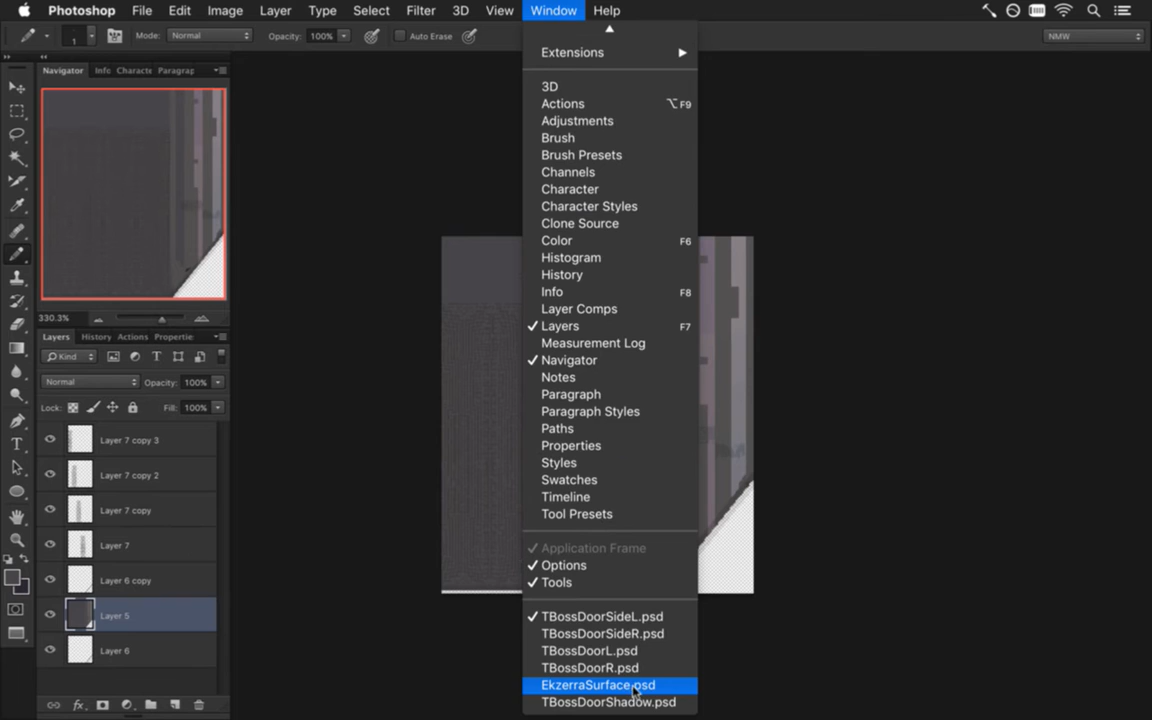 Photoshop File Edit Image Layer Type Select Filter 3D View Window Help
1 Mode: Normal Opacity: 100% Auto Erase NMW
Navigator Info Characte Paragrap
330.3%
Layers History Actions Propertie
Kind
Normal Opacity: 100%
Lock: Fill: 100%
Layer 7 copy 3
Layer 7 copy 2
Layer 7 copy
Layer 7
Layer 6 copy
Layer 5
Layer 6
Extensions
3D
Actions ⌥F9
Adjustments
Brush
Brush Presets
Channels
Character
Character Styles
Clone Source
Color F6
Histogram
History
Info F8
Layer Comps
Layers F7
Measurement Log
Navigator
Notes
Paragraph
Paragraph Styles
Paths
Properties
Styles
Swatches
Timeline
Tool Presets
Application Frame
Options
Tools
TBossDoorSideL.psd
TBossDoorSideR.psd
TBossDoorL.psd
TBossDoorR.psd
EkzerraSurface.psd
TBossDoorShadow.psd